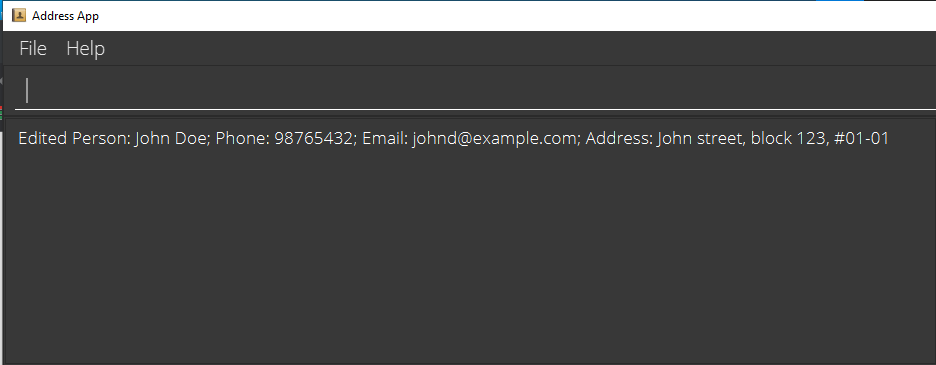 Address App
File Help
Edited Person: John Doe; Phone: 98765432; Email: johnd@example.com; Address: John street, block 123, #01-01